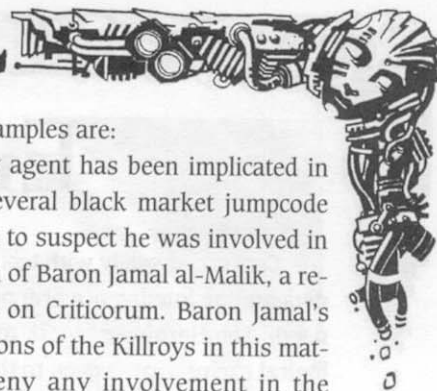 amples are:
agent has been implicated in
everal black market jumpcode
to suspect he was involved in
of Baron Jamal al-Malik, a re-
on Criticorum. Baron Jamal's
ons of the Killroys in this mat-
eny any involvement in the